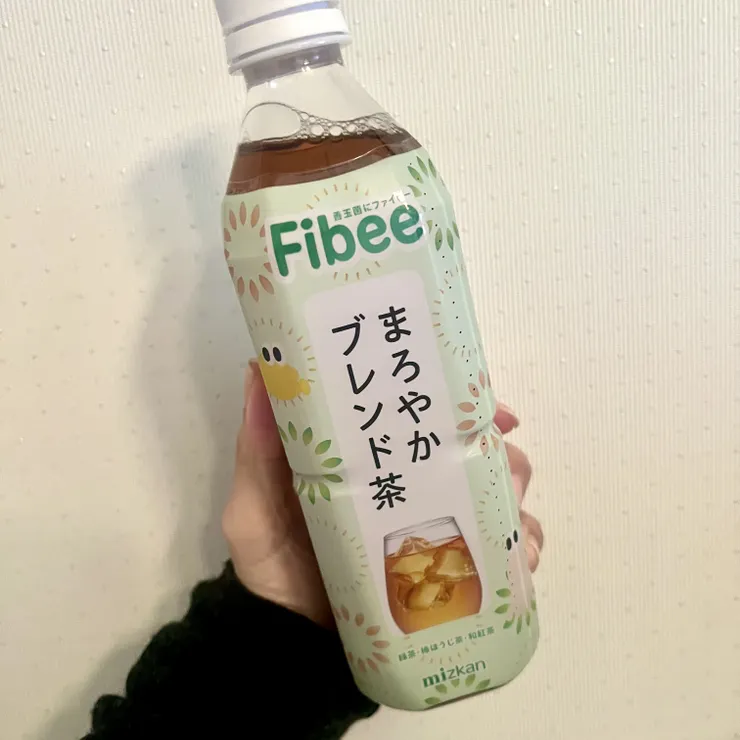 善玉菌にファイバー
Fibee
まろやか
ブレンド茶
緑茶・棒ほうじ茶・和紅茶
mizkan